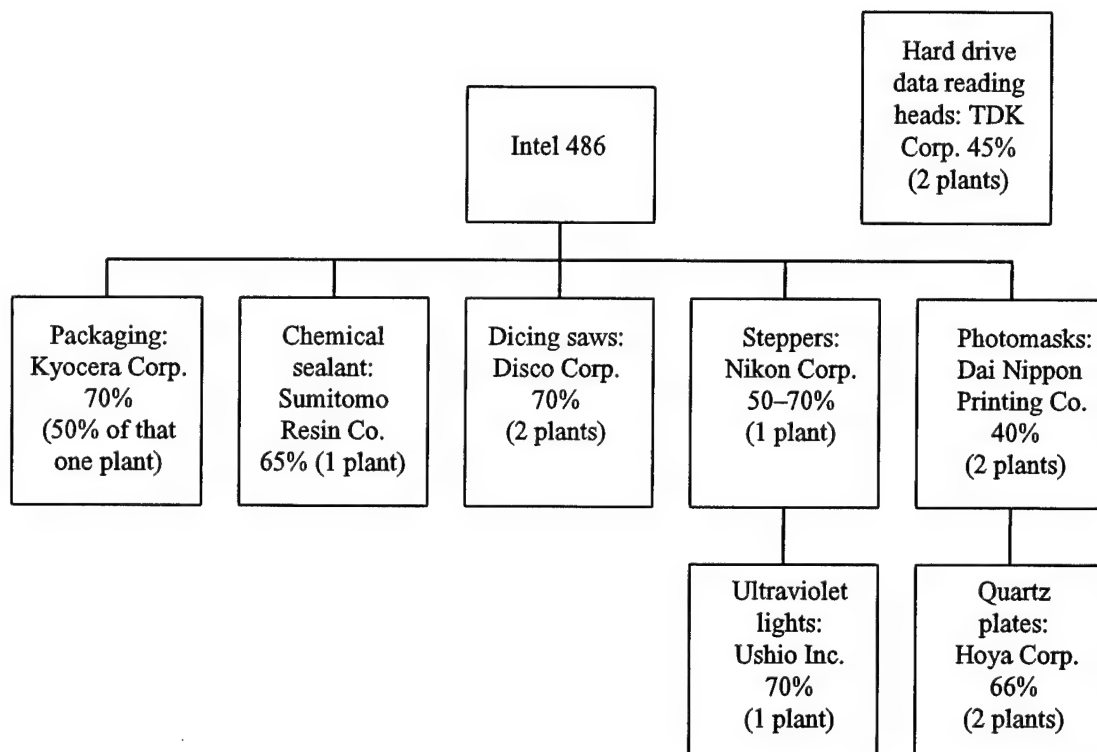 Hard drive
data reading
heads: TDK
Corp. 45%
(2 plants)
Intel 486
Packaging:
Kyocera Corp.
70%
(50% of that
one plant)
Chemical
sealant:
Sumitomo
Resin Co.
65% (1 plant)
Dicing saws:
Disco Corp.
70%
(2 plants)
Steppers:
Nikon Corp.
50–70%
(1 plant)
Photomasks:
Dai Nippon
Printing Co.
40%
(2 plants)
Ultraviolet
lights:
Ushio Inc.
70%
(1 plant)
Quartz
plates:
Hoya Corp.
66%
(2 plants)